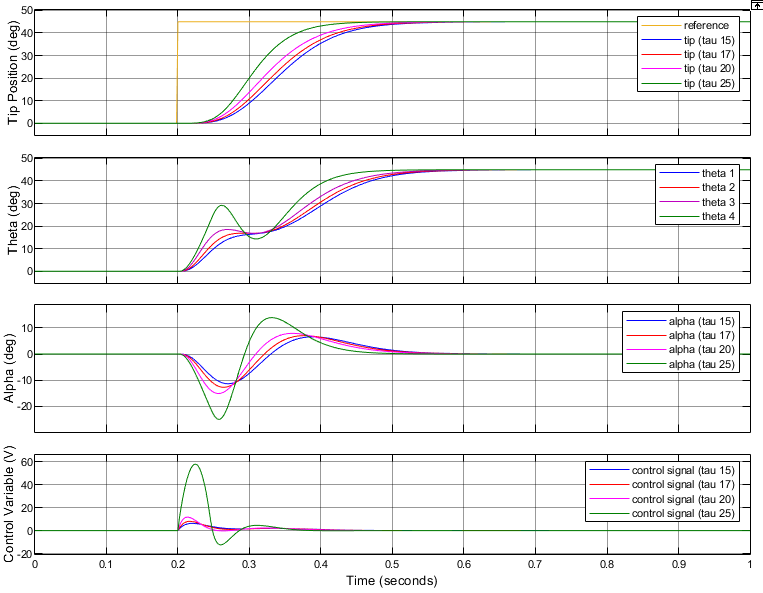 50
40
30
20
10
0
Tip Position (deg)
reference
tip (tau 15)
tip (tau 17)
tip (tau 20)
tip (tau 25)
50
40
30
20
10
0
Theta (deg)
theta 1
theta 2
theta 3
theta 4
10
0
-10
-20
Alpha (deg)
alpha (tau 15)
alpha (tau 17)
alpha (tau 20)
alpha (tau 25)
60
40
20
0
-20
Control Variable (V)
control signal (tau 15)
control signal (tau 17)
control signal (tau 20)
control signal (tau 25)
0 0.1 0.2 0.3 0.4 0.5 0.6 0.7 0.8 0.9 1
Time (seconds)